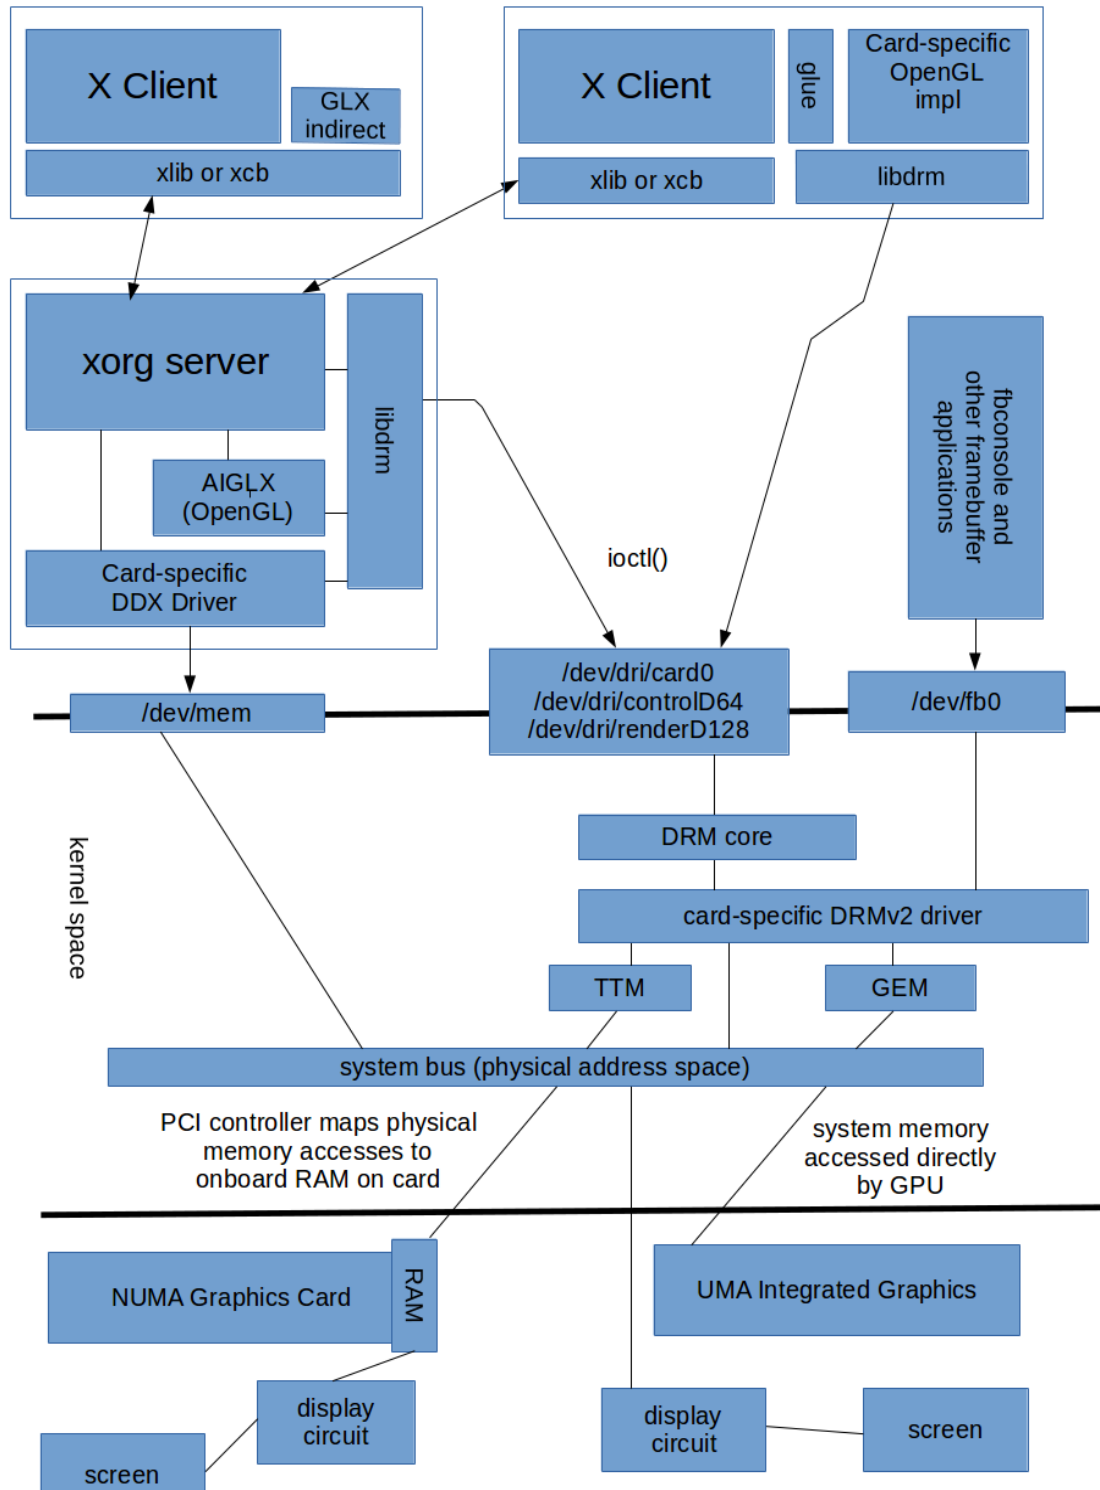 X Client
GLX
indirect
xlib or xcb
X Client
glue
Card-specific
OpenGL
impl
xlib or xcb
libdrm
xorg server
libdrm
AIGLX
(OpenGL)
Card-specific
DDX Driver
ioctl()
fbconsole and
other framebuffer
applications
/dev/mem
/dev/dri/card0
/dev/dri/controlD64
/dev/dri/renderD128
/dev/fb0
kernel space
DRM core
card-specific DRMv2 driver
TTM
GEM
system bus (physical address space)
PCI controller maps physical
memory accesses to
onboard RAM on card
system memory
accessed directly
by GPU
NUMA Graphics Card
RAM
UMA Integrated Graphics
display
circuit
screen
display
circuit
screen